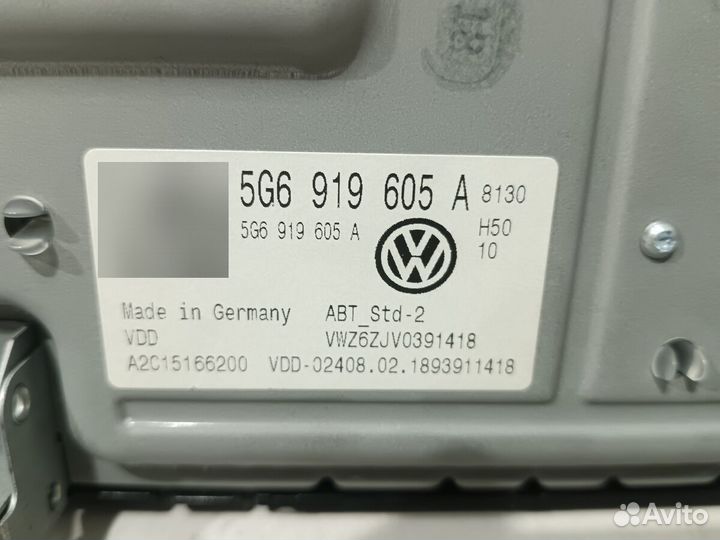 5G6 919 605 A 8130
5G6 919 605 A
H50
10
Made in Germany ABT_Std-2
VDD VWZ6ZJV0391418
A2C15166200 VDD-02408.02.1893911418
Avito